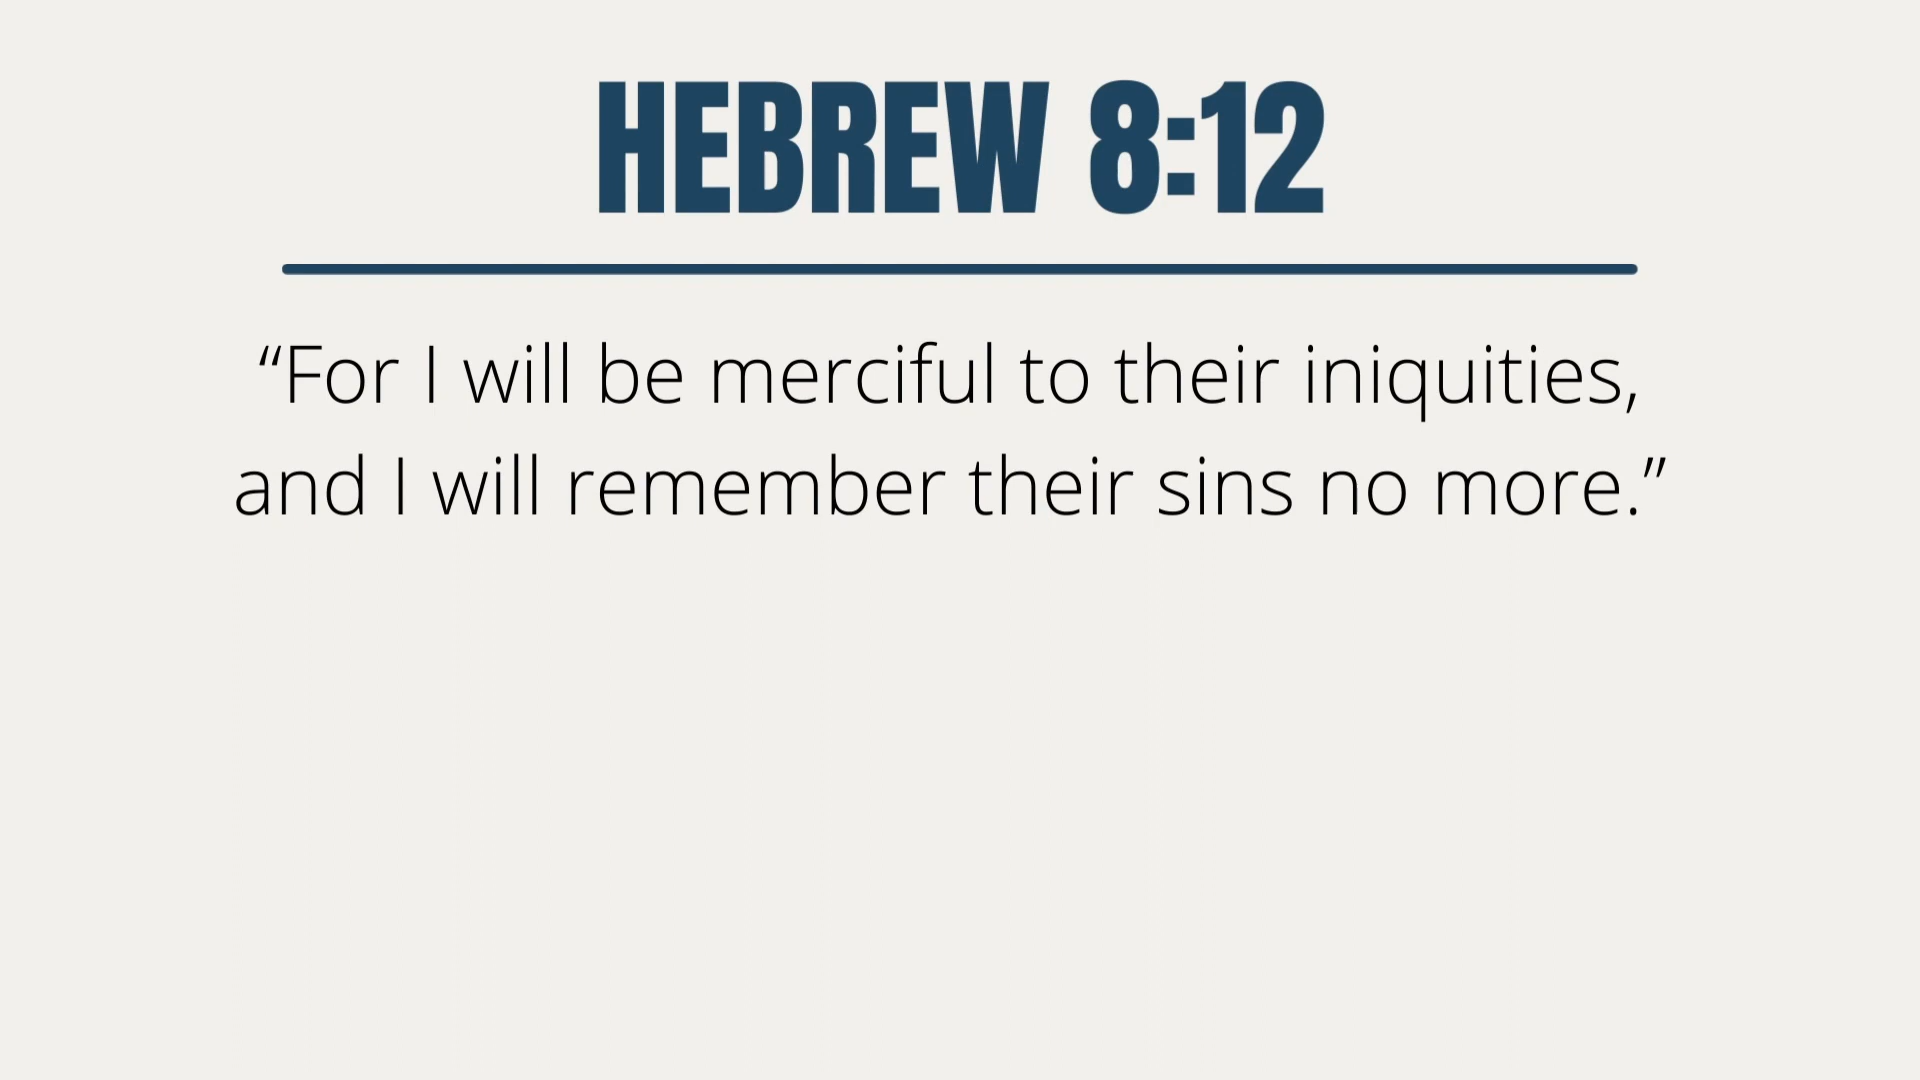 HEBREW 8:12
“For I will be merciful to their iniquities,
and I will remember their sins no more.”